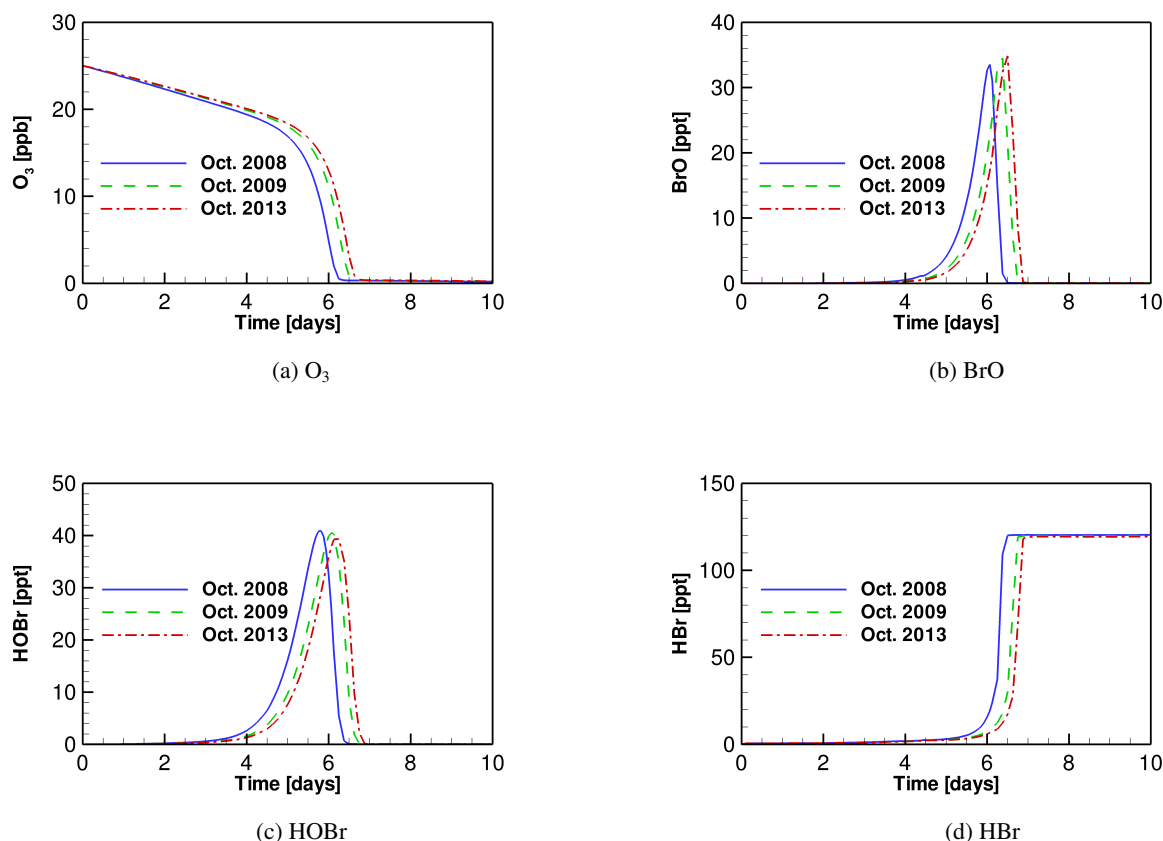 30
20
10
0
O₃ [ppb]
Oct. 2008
Oct. 2009
Oct. 2013
0 2 4 6 8 10
Time [days]
(a) O₃
40
30
20
10
0
BrO [ppt]
Oct. 2008
Oct. 2009
Oct. 2013
0 2 4 6 8 10
Time [days]
(b) BrO
50
40
30
20
10
0
HOBr [ppt]
Oct. 2008
Oct. 2009
Oct. 2013
0 2 4 6 8 10
Time [days]
(c) HOBr
150
100
50
0
HBr [ppt]
Oct. 2008
Oct. 2009
Oct. 2013
0 2 4 6 8 10
Time [days]
(d) HBr